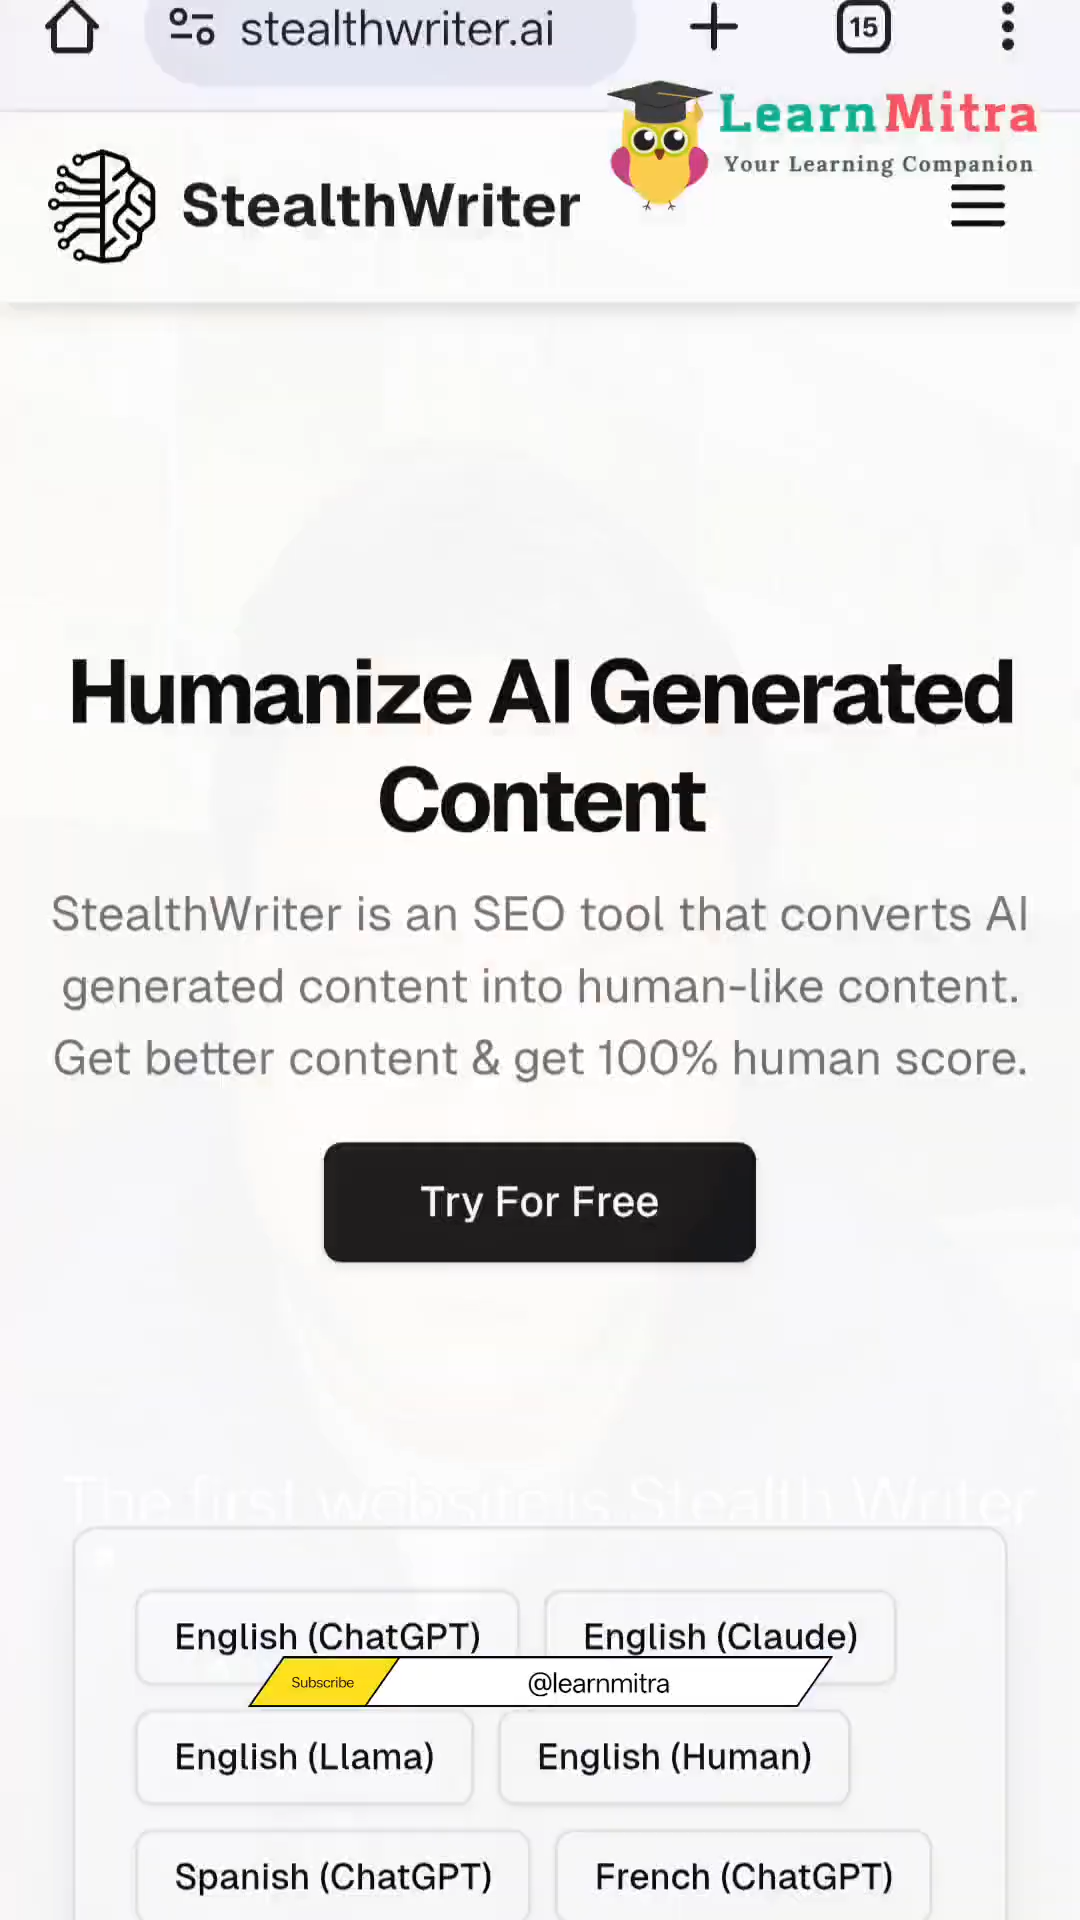 stealthwriter.ai
15
LearnMitra
Your Learning Companion
StealthWriter
Humanize AI Generated
Content
StealthWriter is an SEO tool that converts AI
generated content into human-like content.
Get better content & get 100% human score.
Try For Free
The first website is Stealth Writer
English (ChatGPT)
English (Claude)
Subscribe
@learnmitra
English (Llama)
English (Human)
Spanish (ChatGPT)
French (ChatGPT)